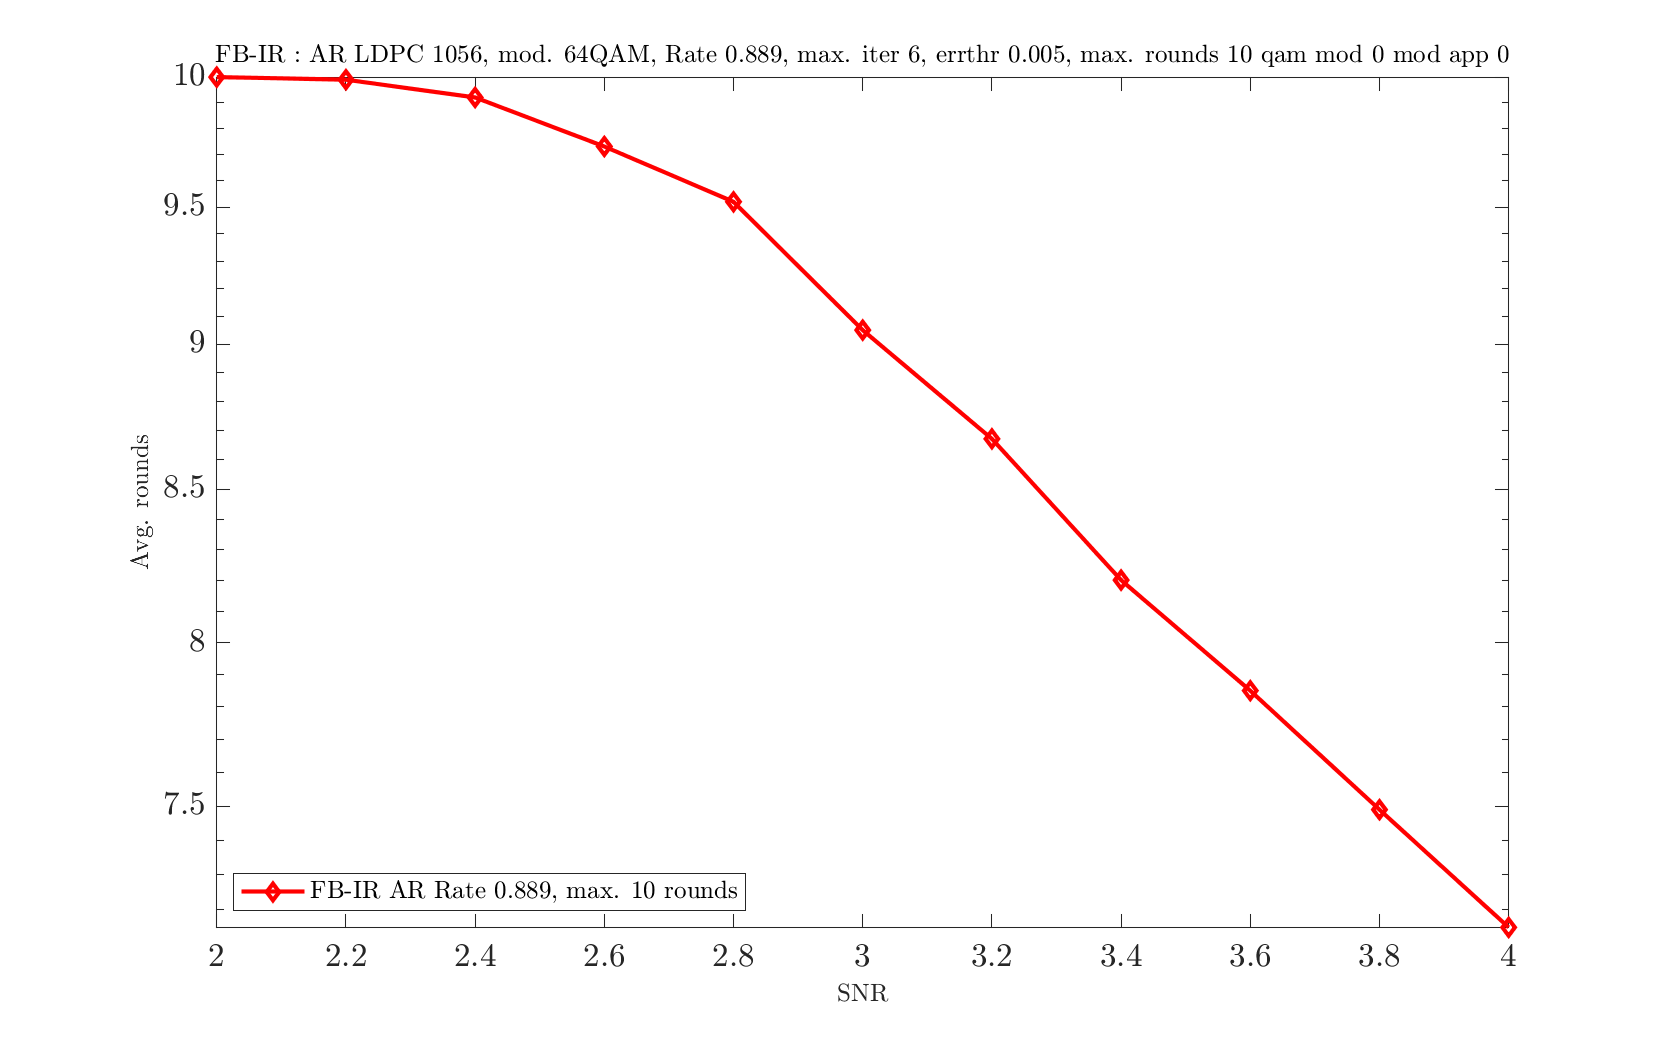 FB-IR : AR LDPC 1056, mod. 64QAM, Rate 0.889, max. iter 6, errthr 0.005, max. rounds 10 qam mod 0 mod app 0
10
9.5
9
8.5
8
7.5
Avg. rounds
FB-IR AR Rate 0.889, max. 10 rounds
2 2.2 2.4 2.6 2.8 3 3.2 3.4 3.6 3.8 4
SNR